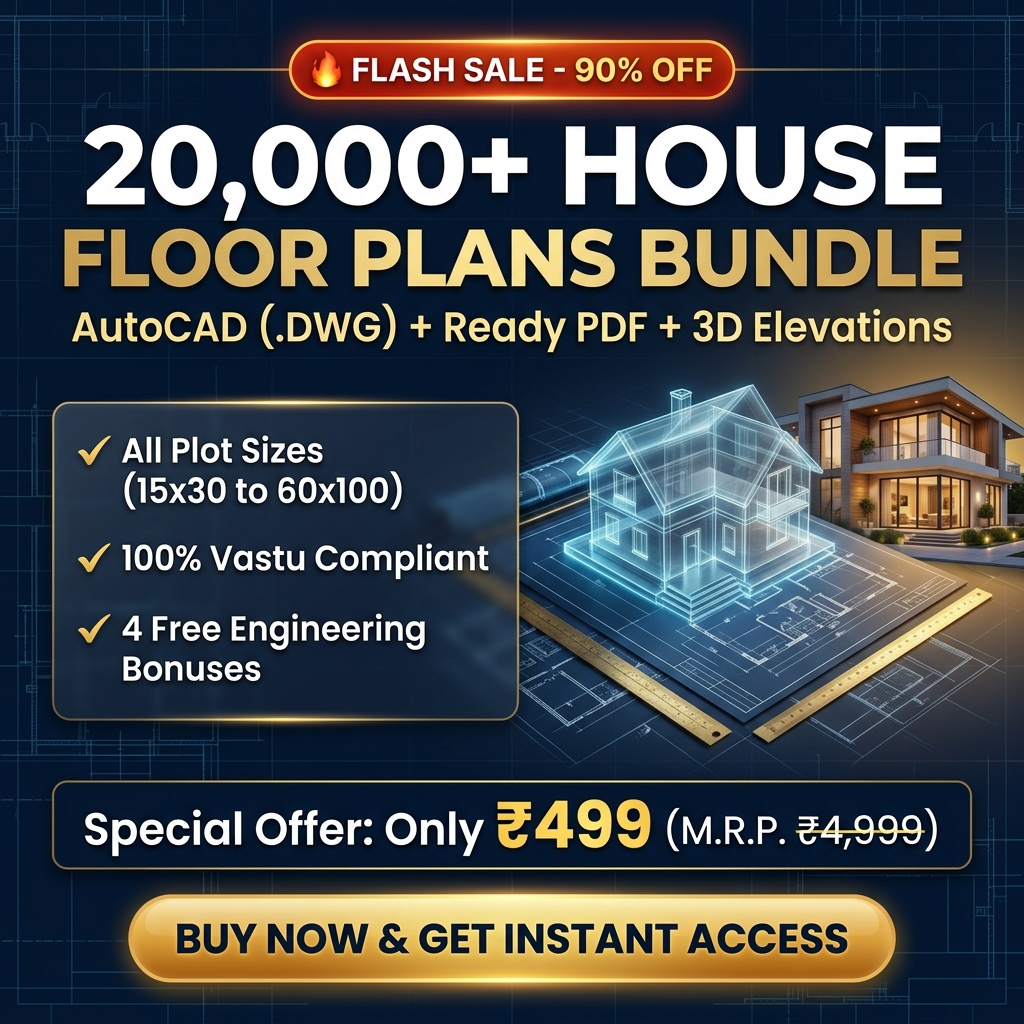 🔥 FLASH SALE - 90% OFF
20,000+ HOUSE
FLOOR PLANS BUNDLE
AutoCAD (.DWG) + Ready PDF + 3D Elevations
✓ All Plot Sizes
(15x30 to 60x100)
✓ 100% Vastu Compliant
✓ 4 Free Engineering
Bonuses
Special Offer: Only ₹499 (M.R.P. ₹4,999)
BUY NOW & GET INSTANT ACCESS